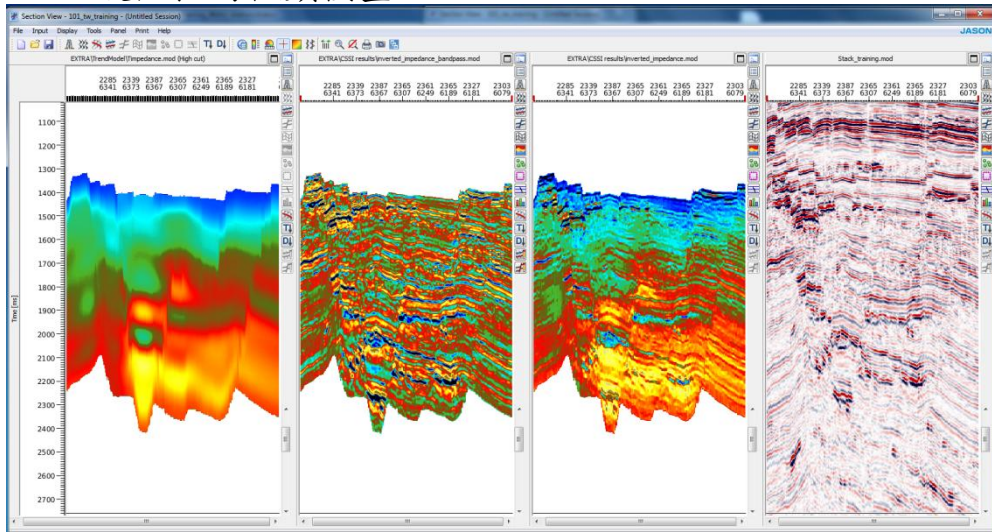 Section View - 101_tw_training - (Untitled Session)
File Input Display Tools Panel Print Help
JASON
EXTRA\TrendModel\Timpedance.mod (High cut)
EXTRA\CSSI results\inverted_impedance_bandpass.mod
EXTRA\CSSI results\inverted_impedance.mod
Stack_training.mod
2285 2339 2387 2365 2361 2365 2327
6341 6373 6367 6307 6249 6189 6181
2285 2339 2387 2365 2361 2365 2327 2303
6341 6373 6367 6307 6249 6189 6181 6079
2285 2339 2387 2365 2361 2365 2327 2303
6341 6373 6367 6307 6249 6189 6181 6079
2285 2339 2387 2365 2361 2365 2327 2303
6341 6373 6367 6307 6249 6189 6181 6079
Time [ms]
1100
1200
1300
1400
1500
1600
1700
1800
1900
2000
2100
2200
2300
2400
2500
2600
2700